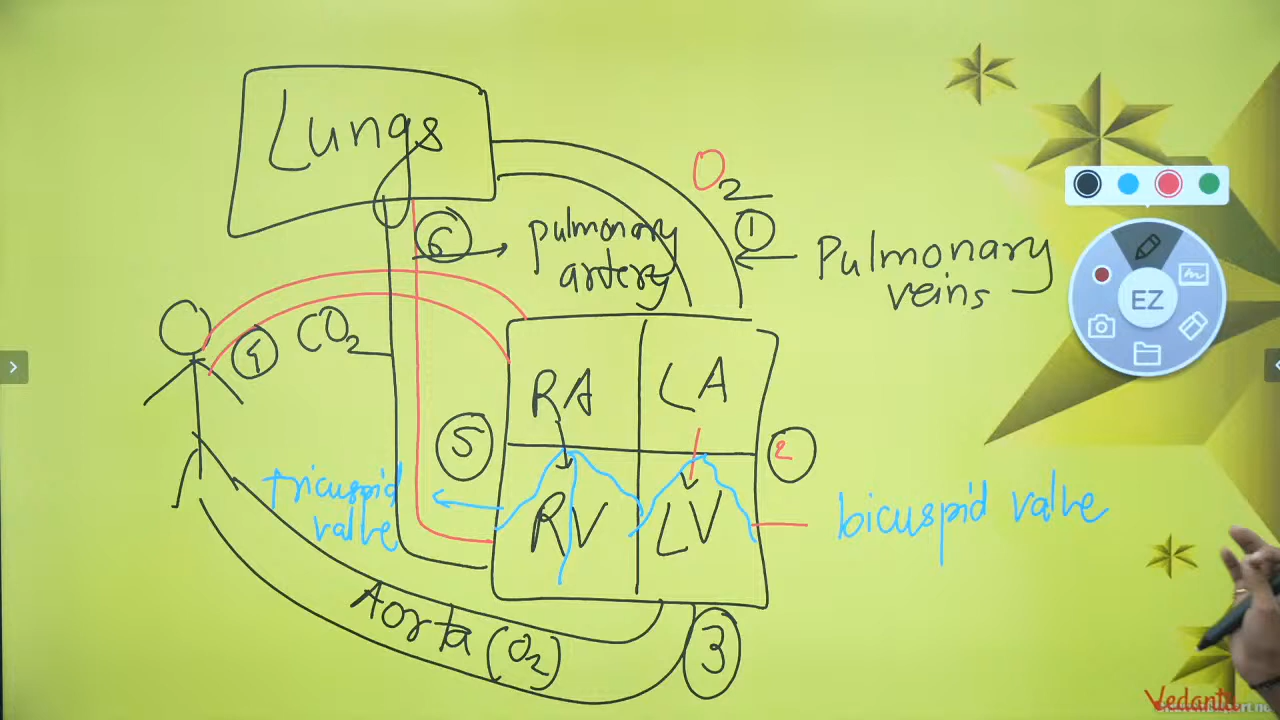 Lungs
O2
1
6
pulmonary
artery
Pulmonary
veins
EZ
4
CO2
RA
LA
5
2
tricuspid
valve
RV
LV
bicuspid valve
Aorta (O2)
3